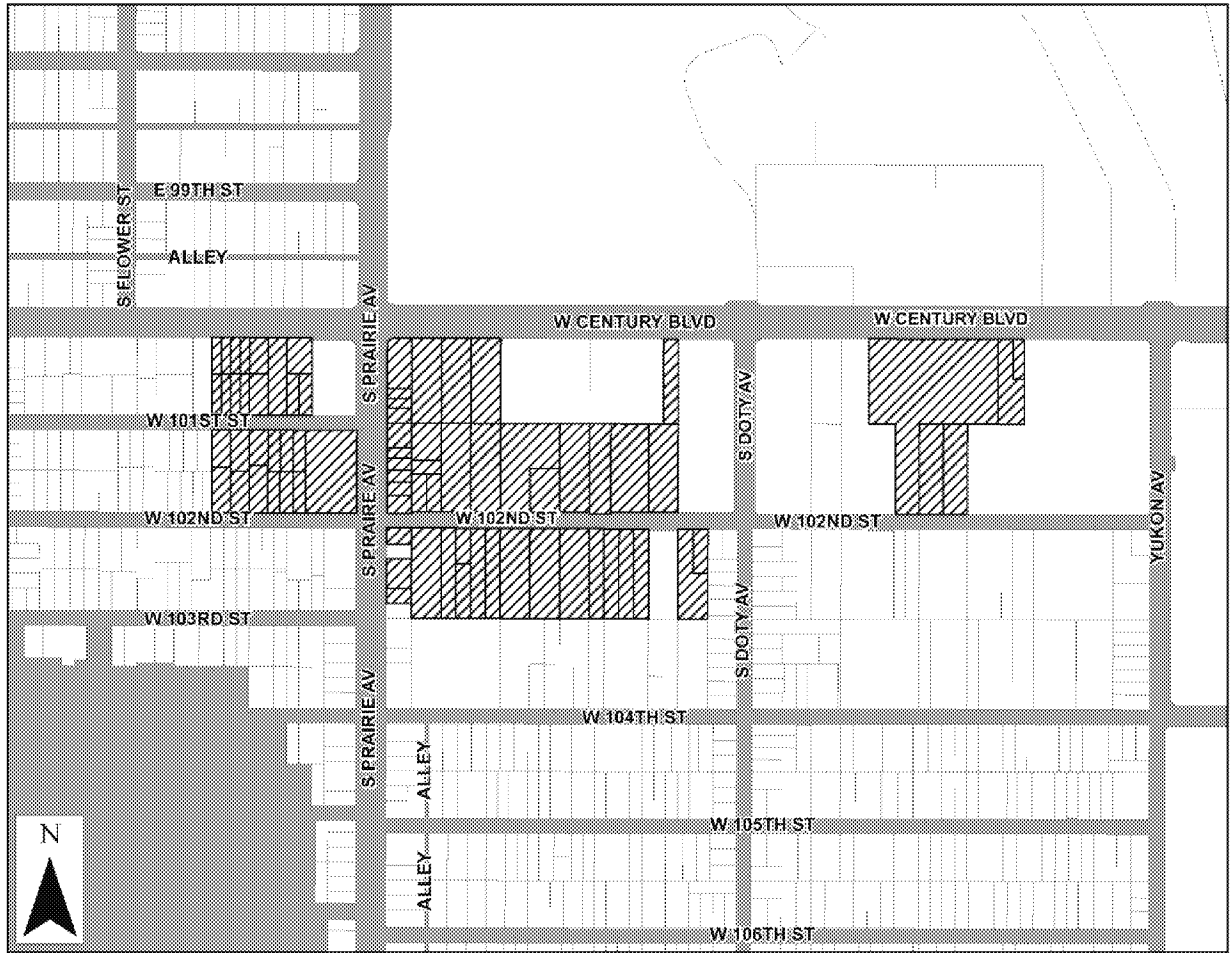 E 99TH ST
S FLOWER ST
ALLEY
S PRAIRIE AV
W CENTURY BLVD
W CENTURY BLVD
W 101ST ST
S DOTY AV
S PRAIRE AV
W 102ND ST
W 102ND ST
W 102ND ST
YUKON AV
W 103RD ST
S DOTY AV
S PRAIRIE AV
W 104TH ST
ALLEY
W 105TH ST
N
ALLEY
W 106TH ST